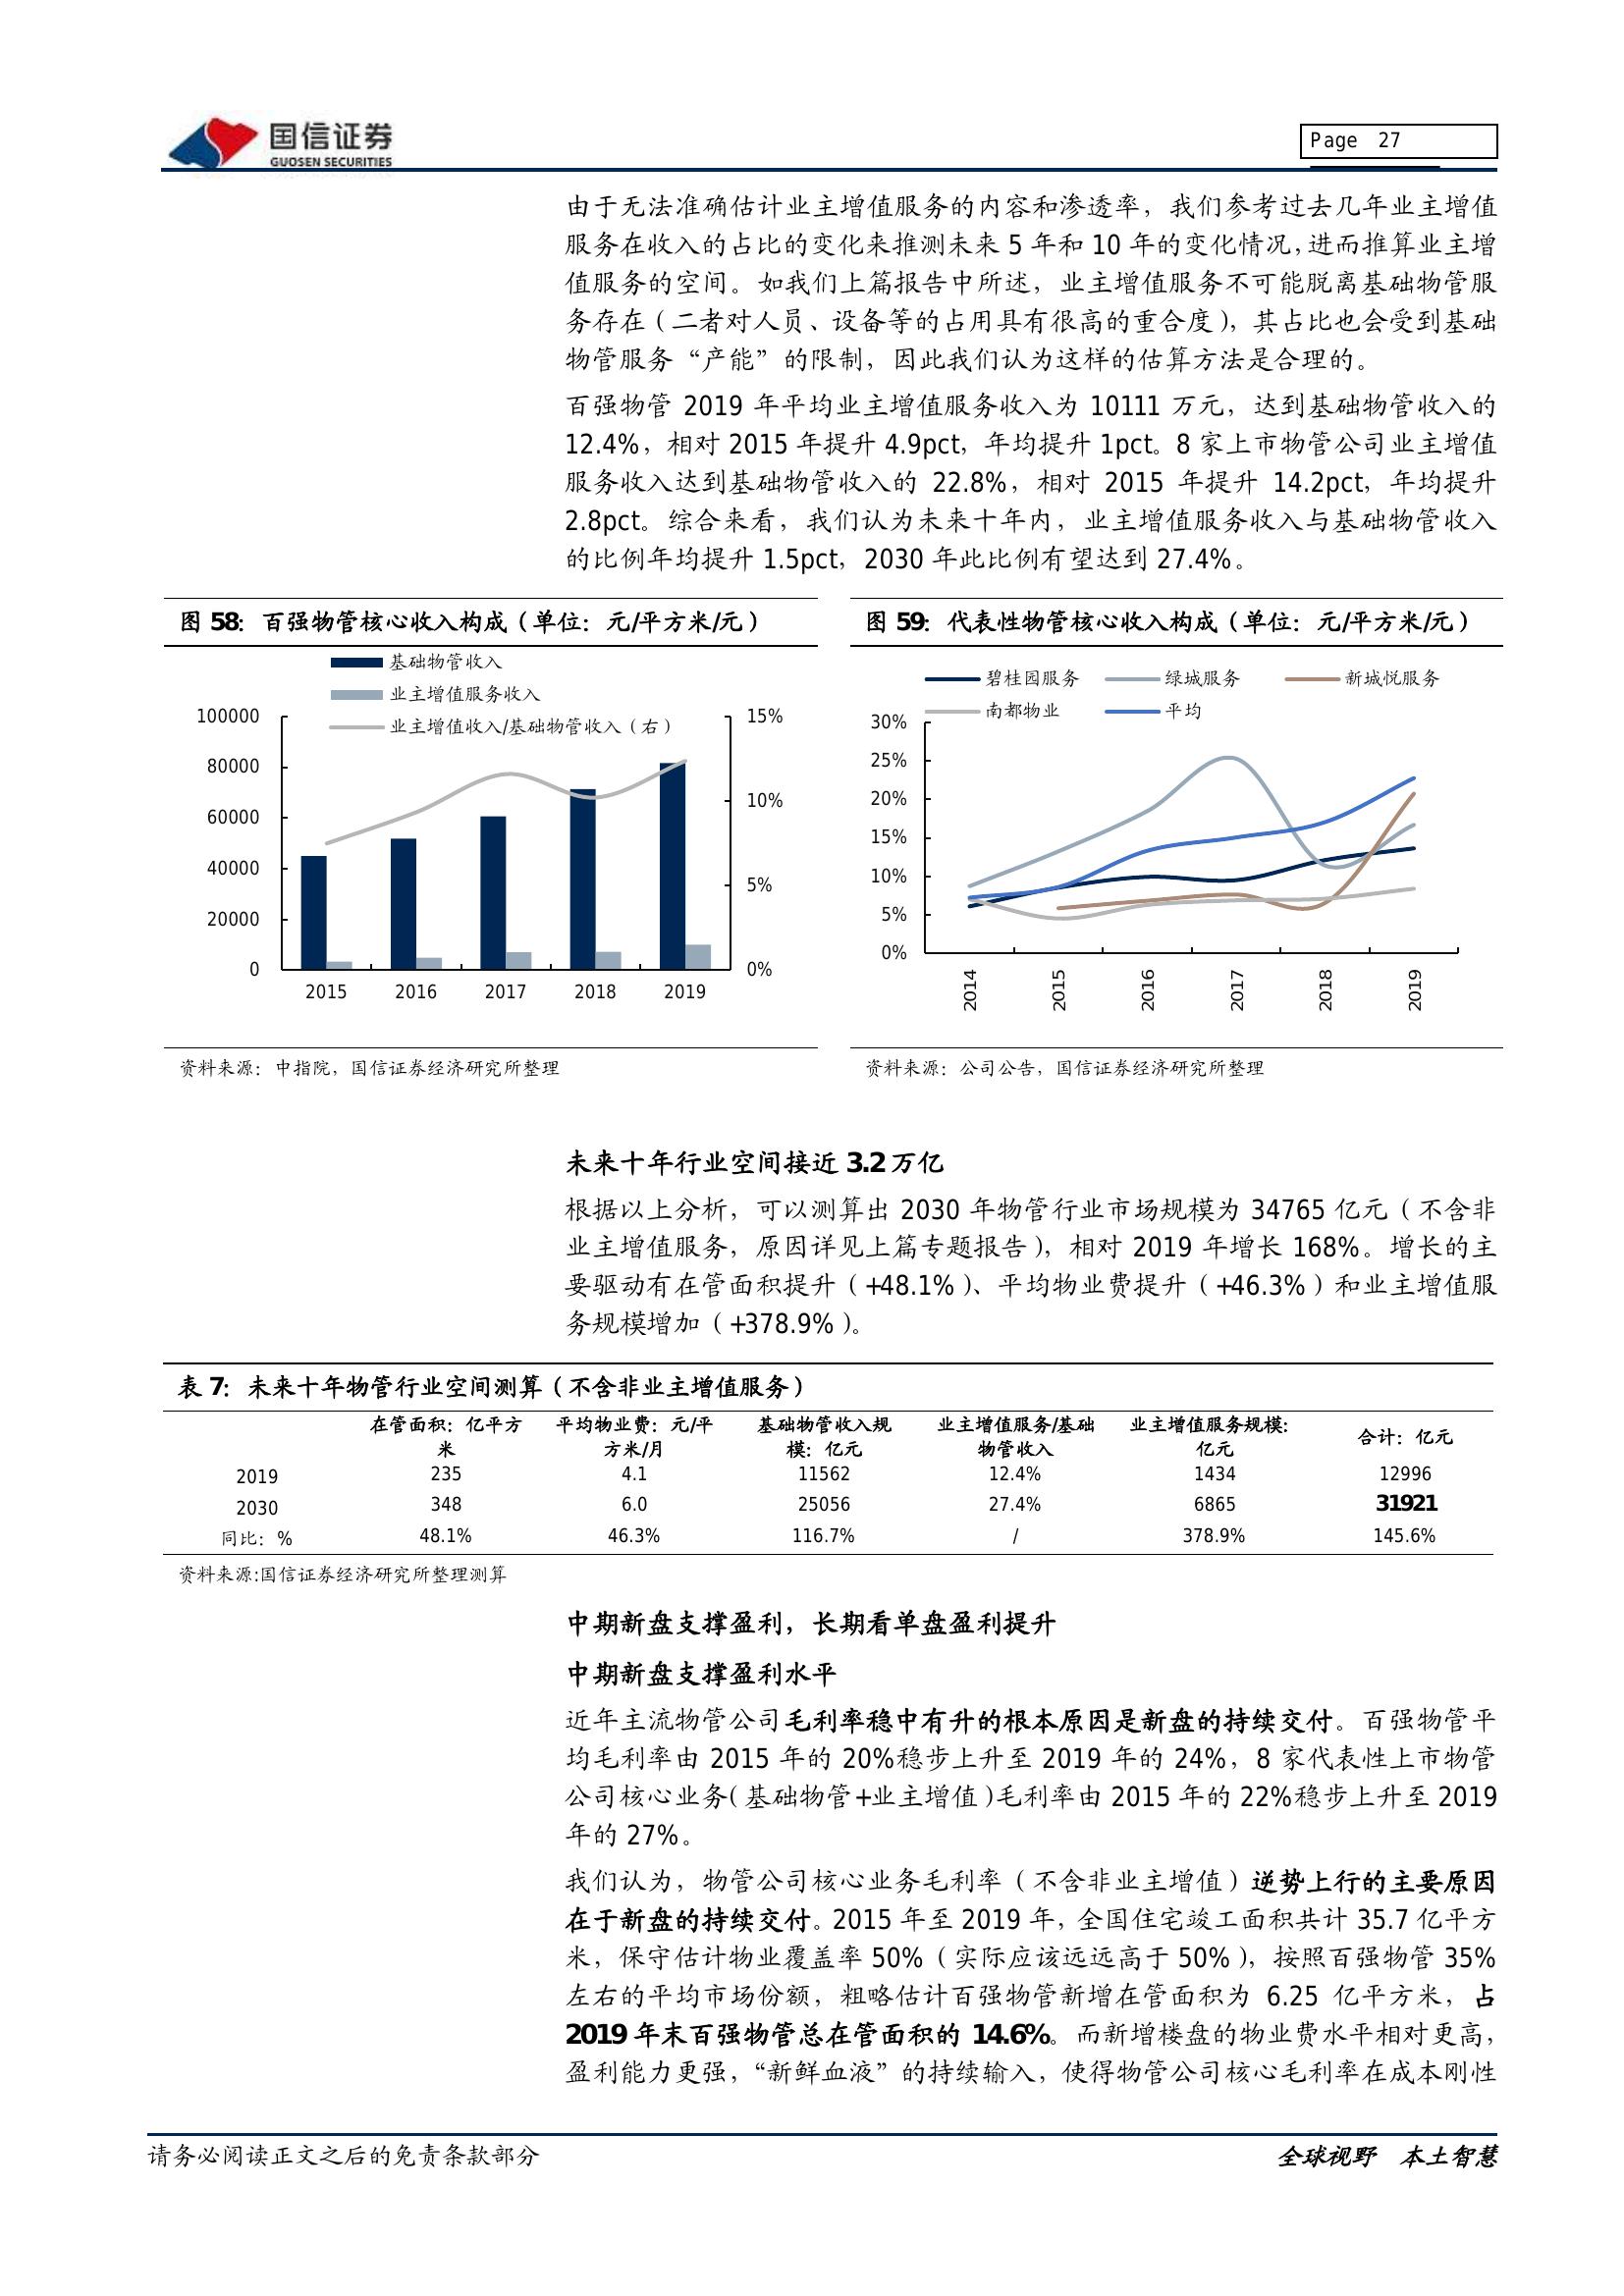 国信证券
GUOSEN SECURITIES
Page 27
由于无法准确估计业主增值服务的内容和渗透率，我们参考过去几年业主增值
服务在收入的占比的变化来推测未来 5 年和 10 年的变化情况，进而推算业主增
值服务的空间。如我们上篇报告中所述，业主增值服务不可能脱离基础物管服
务存在（二者对人员、设备等的占用具有很高的重合度），其占比也会受到基础
物管服务“产能”的限制，因此我们认为这样的估算方法是合理的。
百强物管 2019 年平均业主增值服务收入为 10111 万元，达到基础物管收入的
12.4%，相对 2015 年提升 4.9pct，年均提升 1pct。8 家上市物管公司业主增值
服务收入达到基础物管收入的 22.8%，相对 2015 年提升 14.2pct，年均提升
2.8pct。综合来看，我们认为未来十年内，业主增值服务收入与基础物管收入
的比例年均提升 1.5pct，2030 年此比例有望达到 27.4%。
图 58：百强物管核心收入构成（单位：元/平方米/元）
基础物管收入
业主增值服务收入
业主增值收入/基础物管收入（右）
100000
80000
60000
40000
20000
0
15%
10%
5%
0%
2015 2016 2017 2018 2019
资料来源：中指院，国信证券经济研究所整理
图 59：代表性物管核心收入构成（单位：元/平方米/元）
碧桂园服务 绿城服务 新城悦服务
南都物业 平均
30%
25%
20%
15%
10%
5%
0%
2014 2015 2016 2017 2018 2019
资料来源：公司公告，国信证券经济研究所整理
未来十年行业空间接近 3.2 万亿
根据以上分析，可以测算出 2030 年物管行业市场规模为 34765 亿元（不含非
业主增值服务，原因详见上篇专题报告），相对 2019 年增长 168%。增长的主
要驱动有在管面积提升（+48.1%）、平均物业费提升（+46.3%）和业主增值服
务规模增加（+378.9%）。
表 7：未来十年物管行业空间测算（不含非业主增值服务）
在管面积：亿平方米 平均物业费：元/平方米/月 基础物管收入规模：亿元 业主增值服务/基础物管收入 业主增值服务规模：亿元 合计：亿元
2019 235 4.1 11562 12.4% 1434 12996
2030 348 6.0 25056 27.4% 6865 31921
同比：% 48.1% 46.3% 116.7% / 378.9% 145.6%
资料来源:国信证券经济研究所整理测算
中期新盘支撑盈利，长期看单盘盈利提升
中期新盘支撑盈利水平
近年主流物管公司毛利率稳中有升的根本原因是新盘的持续交付。百强物管平
均毛利率由 2015 年的 20%稳步上升至 2019 年的 24%，8 家代表性上市物管
公司核心业务（基础物管+业主增值）毛利率由 2015 年的 22%稳步上升至 2019
年的 27%。
我们认为，物管公司核心业务毛利率（不含非业主增值）逆势上行的主要原因
在于新盘的持续交付。2015 年至 2019 年，全国住宅竣工面积共计 35.7 亿平方
米，保守估计物业覆盖率 50%（实际应该远远高于 50%），按照百强物管 35%
左右的平均市场份额，粗略估计百强物管新增在管面积为 6.25 亿平方米，占
2019 年末百强物管总在管面积的 14.6%。而新增楼盘的物业费水平相对更高，
盈利能力更强，“新鲜血液”的持续输入，使得物管公司核心毛利率在成本刚性
请务必阅读正文之后的免责条款部分
全球视野 本土智慧